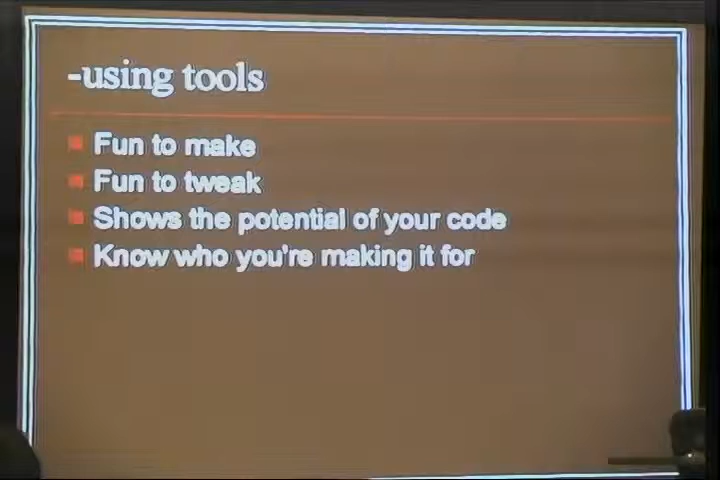 -using tools
Fun to make
Fun to tweak
Shows the potential of your code
Know who you're making it for